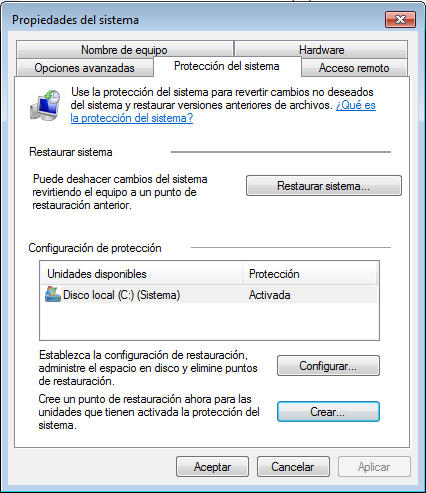 Propiedades del sistema
Nombre de equipo
Hardware
Opciones avanzadas
Protección del sistema
Acceso remoto
Use la protección del sistema para revertir cambios no deseados
del sistema y restaurar versiones anteriores de archivos. ¿Qué es
la protección del sistema?
Restaurar sistema
Puede deshacer cambios del sistema
revirtiendo el equipo a un punto de
restauración anterior.
Restaurar sistema...
Configuración de protección
Unidades disponibles
Protección
Disco local (C:) (Sistema)
Activada
Establezca la configuración de restauración,
administre el espacio en disco y elimine puntos
de restauración.
Configurar...
Cree un punto de restauración ahora para las
unidades que tienen activada la protección del
sistema.
Crear...
Aceptar
Cancelar
Aplicar